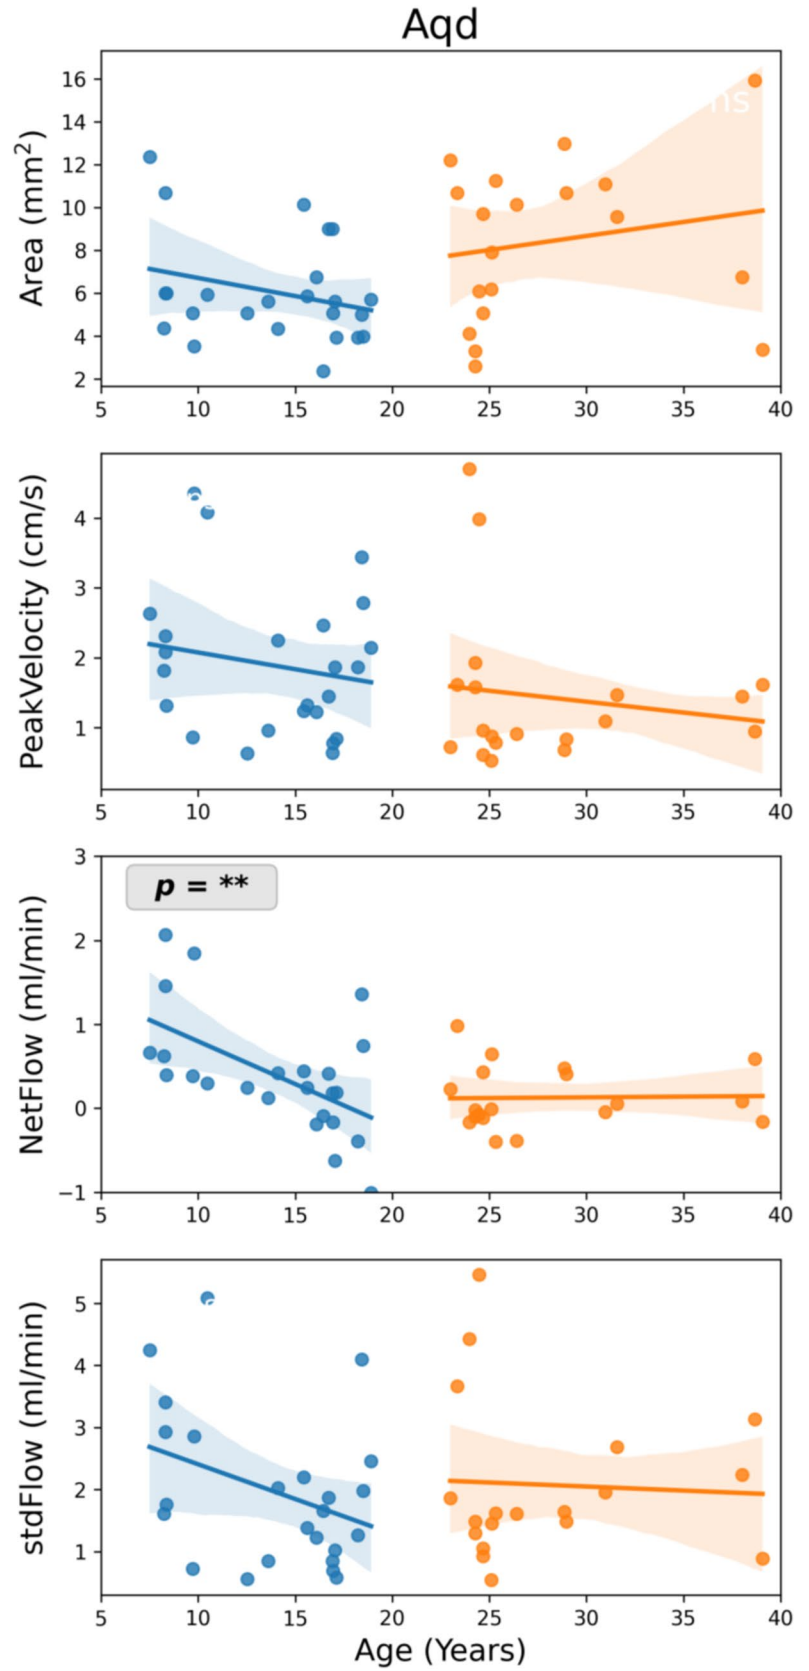 Aqd
Area (mm²)
16
14
12
10
8
6
4
2
ns
5 10 15 20 25 30 35 40
PeakVelocity (cm/s)
4
3
2
1
5 10 15 20 25 30 35 40
NetFlow (ml/min)
3
2
1
0
−1
p = **
5 10 15 20 25 30 35 40
stdFlow (ml/min)
5
4
3
2
1
5 10 15 20 25 30 35 40
Age (Years)